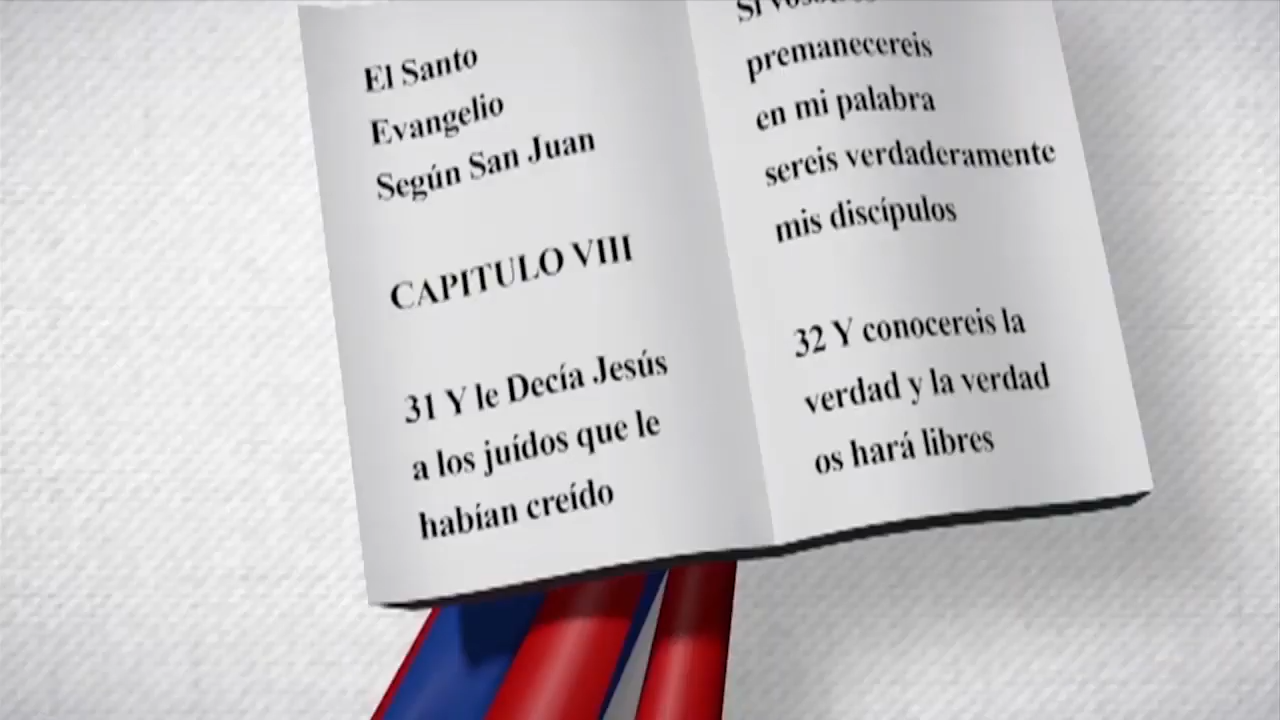 El Santo
Evangelio
Según San Juan
CAPITULO VIII
31 Y le Decía Jesús
a los juídos que le
habían creído
Si
premanecereis
en mi palabra
sereis verdaderamente
mis discípulos
32 Y conocereis la
verdad y la verdad
os hará libres